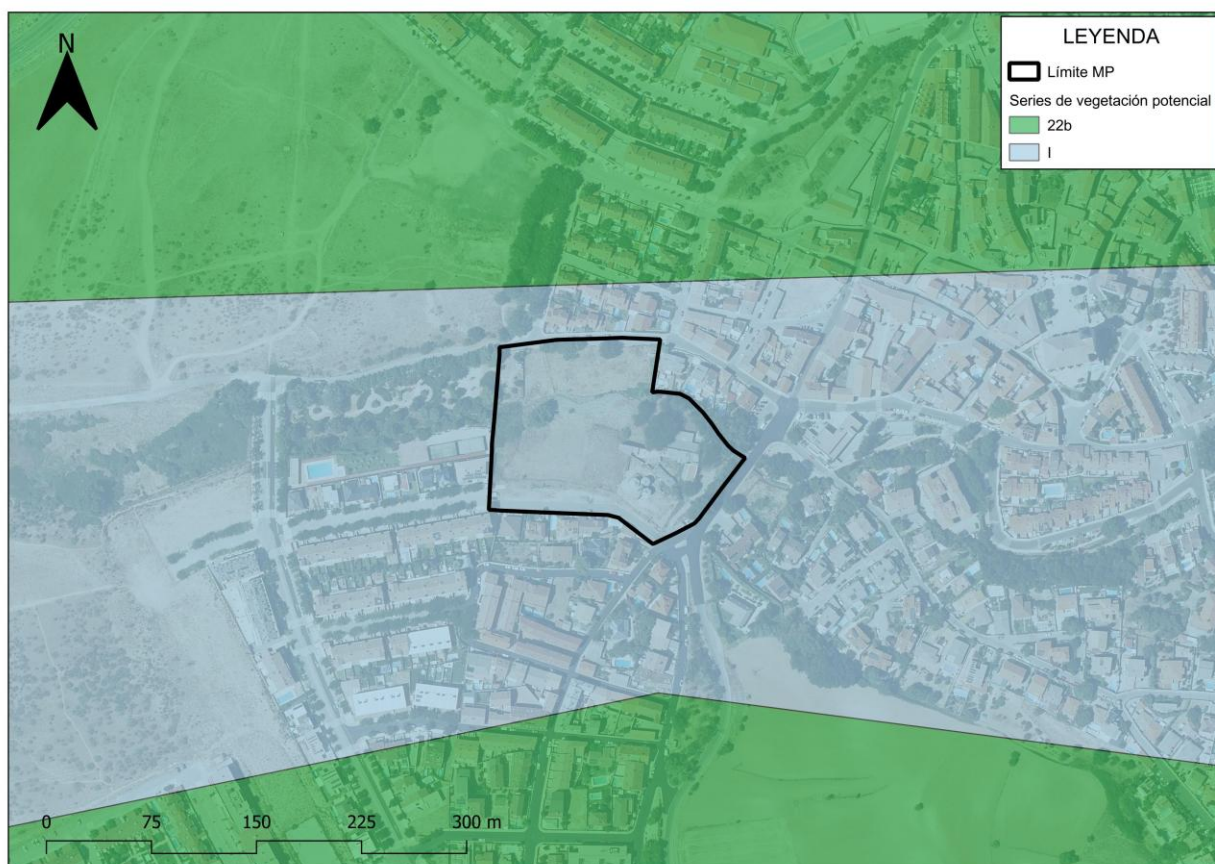 N
LEYENDA
Límite MP
Series de vegetación potencial
22b
I
0 75 150 225 300 m